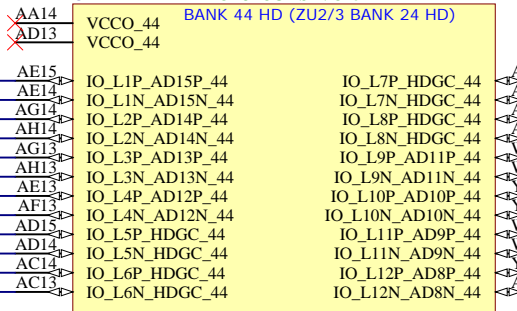 BANK 44 HD (ZU2/3 BANK 24 HD)
AA14 VCCO_44
AD13 VCCO_44
AE15 IO_L1P_AD15P_44 IO_L7P_HDGC_44
AE14 IO_L1N_AD15N_44 IO_L7N_HDGC_44
AG14 IO_L2P_AD14P_44 IO_L8P_HDGC_44
AH14 IO_L2N_AD14N_44 IO_L8N_HDGC_44
AG13 IO_L3P_AD13P_44 IO_L9P_AD11P_44
AH13 IO_L3N_AD13N_44 IO_L9N_AD11N_44
AE13 IO_L4P_AD12P_44 IO_L10P_AD10P_44
AF13 IO_L4N_AD12N_44 IO_L10N_AD10N_44
AD15 IO_L5P_HDGC_44 IO_L11P_AD9P_44
AD14 IO_L5N_HDGC_44 IO_L11N_AD9N_44
AC14 IO_L6P_HDGC_44 IO_L12P_AD8P_44
AC13 IO_L6N_HDGC_44 IO_L12N_AD8N_44